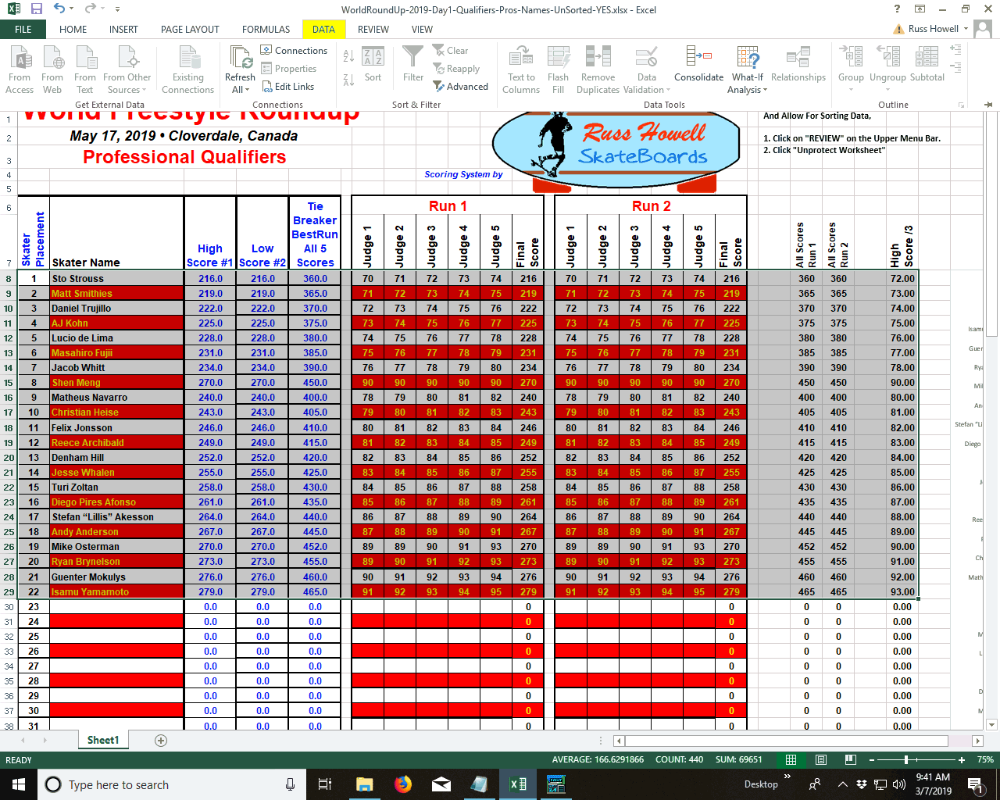 WorldRoundUp-2019-Day1-Qualifiers-Pros-Names-UnSorted-YES.xlsx - Excel
FILE HOME INSERT PAGE LAYOUT FORMULAS DATA REVIEW VIEW Russ Howell
From Access From Web From Text From Other Sources Existing Connections Refresh All Connections Properties Edit Links Sort Filter Clear Reapply Advanced Text to Columns Flash Fill Remove Duplicates Data Validation Consolidate What-If Analysis Relationships Group Ungroup Subtotal
Get External Data Connections Sort & Filter Data Tools Outline
World Freestyle Roundup
May 17, 2019 • Cloverdale, Canada
Professional Qualifiers
Scoring System by
Russ Howell
SkateBoards
And Allow For Sorting Data,
1. Click on "REVIEW" on the Upper Menu Bar.
2. Click "Unprotect Worksheet"
1
2
3
4
5
6 Run 1 Run 2
7 Skater Placement Skater Name High Score #1 Low Score #2 Tie Breaker BestRun All 5 Scores Judge 1 Judge 2 Judge 3 Judge 4 Judge 5 Final Score Judge 1 Judge 2 Judge 3 Judge 4 Judge 5 Final Score All Scores Run 1 All Scores Run 2 High Score /3
8 1 Sto Strouss 216.0 216.0 360.0 70 71 72 73 74 216 70 71 72 73 74 216 360 360 72.00
9 2 Matt Smithies 219.0 219.0 365.0 71 72 73 74 75 219 71 72 73 74 75 219 365 365 73.00
10 3 Daniel Trujillo 222.0 222.0 370.0 72 73 74 75 76 222 72 73 74 75 76 222 370 370 74.00
11 4 AJ Kohn 225.0 225.0 375.0 73 74 75 76 77 225 73 74 75 76 77 225 375 375 75.00
12 5 Lucio de Lima 228.0 228.0 380.0 74 75 76 77 78 228 74 75 76 77 78 228 380 380 76.00
13 6 Masahiro Fujii 231.0 231.0 385.0 75 76 77 78 79 231 75 76 77 78 79 231 385 385 77.00
14 7 Jacob Whitt 234.0 234.0 390.0 76 77 78 79 80 234 76 77 78 79 80 234 390 390 78.00
15 8 Shen Meng 270.0 270.0 450.0 90 90 90 90 90 270 90 90 90 90 90 270 450 450 90.00
16 9 Matheus Navarro 240.0 240.0 400.0 78 79 80 81 82 240 78 79 80 81 82 240 400 400 80.00
17 10 Christian Heise 243.0 243.0 405.0 79 80 81 82 83 243 79 80 81 82 83 243 405 405 81.00
18 11 Felix Jonsson 246.0 246.0 410.0 80 81 82 83 84 246 80 81 82 83 84 246 410 410 82.00
19 12 Reece Archibald 249.0 249.0 415.0 81 82 83 84 85 249 81 82 83 84 85 249 415 415 83.00
20 13 Denham Hill 252.0 252.0 420.0 82 83 84 85 86 252 82 83 84 85 86 252 420 420 84.00
21 14 Jesse Whalen 255.0 255.0 425.0 83 84 85 86 87 255 83 84 85 86 87 255 425 425 85.00
22 15 Turi Zoltan 258.0 258.0 430.0 84 85 86 87 88 258 84 85 86 87 88 258 430 430 86.00
23 16 Diego Pires Afonso 261.0 261.0 435.0 85 86 87 88 89 261 85 86 87 88 89 261 435 435 87.00
24 17 Stefan “Lillis” Akesson 264.0 264.0 440.0 86 87 88 89 90 264 86 87 88 89 90 264 440 440 88.00
25 18 Andy Anderson 267.0 267.0 445.0 87 88 89 90 91 267 87 88 89 90 91 267 445 445 89.00
26 19 Mike Osterman 270.0 270.0 452.0 89 89 90 91 93 270 89 89 90 91 93 270 452 452 90.00
27 20 Ryan Brynelson 273.0 273.0 455.0 89 90 91 92 93 273 89 90 91 92 93 273 455 455 91.00
28 21 Guenter Mokulys 276.0 276.0 460.0 90 91 92 93 94 276 90 91 92 93 94 276 460 460 92.00
29 22 Isamu Yamamoto 279.0 279.0 465.0 91 92 93 94 95 279 91 92 93 94 95 279 465 465 93.00
30 23 0.0 0.0 0.0 0 0 0 0 0.00
31 24 0.0 0.0 0.0 0 0 0 0 0.00
32 25 0.0 0.0 0.0 0 0 0 0 0.00
33 26 0.0 0.0 0.0 0 0 0 0 0.00
34 27 0.0 0.0 0.0 0 0 0 0 0.00
35 28 0.0 0.0 0.0 0 0 0 0 0.00
36 29 0.0 0.0 0.0 0 0 0 0 0.00
37 30 0.0 0.0 0.0 0 0 0 0 0.00
38 31 0.0 0.0 0.0 0 0 0 0 0.00
Sheet1
READY AVERAGE: 166.6291866 COUNT: 440 SUM: 69651 75%
Type here to search Desktop 9:41 AM
3/7/2019